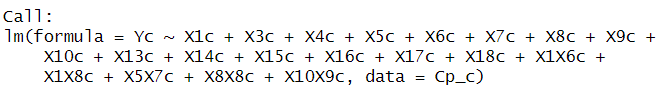 Call:
lm(formula = Yc ~ X1c + X3c + X4c + X5c + X6c + X7c + X8c + X9c +
X10c + X13c + X14c + X15c + X16c + X17c + X18c + X1X6c +
X1X8c + X5X7c + X8X8c + X10X9c, data = Cp_c)